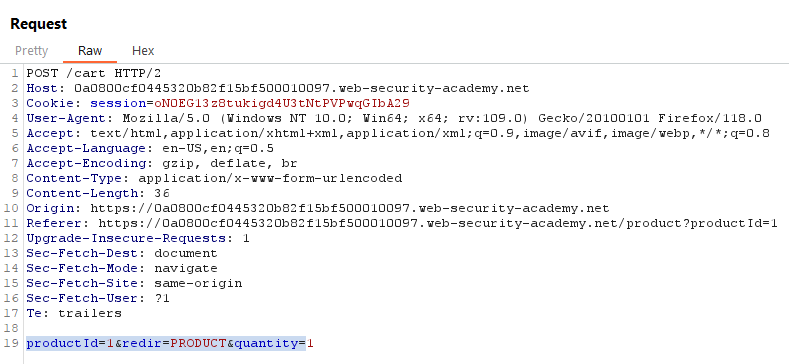 Request
Pretty Raw Hex
1 POST /cart HTTP/2
2 Host: 0a0800cf0445320b82f15bf500010097.web-security-academy.net
3 Cookie: session=oN0EG13z8tukigd4U3tNtPVPwqGIbA29
4 User-Agent: Mozilla/5.0 (Windows NT 10.0; Win64; x64; rv:109.0) Gecko/20100101 Firefox/118.0
5 Accept: text/html,application/xhtml+xml,application/xml;q=0.9,image/avif,image/webp,*/*;q=0.8
6 Accept-Language: en-US,en;q=0.5
7 Accept-Encoding: gzip, deflate, br
8 Content-Type: application/x-www-form-urlencoded
9 Content-Length: 36
10 Origin: https://0a0800cf0445320b82f15bf500010097.web-security-academy.net
11 Referer: https://0a0800cf0445320b82f15bf500010097.web-security-academy.net/product?productId=1
12 Upgrade-Insecure-Requests: 1
13 Sec-Fetch-Dest: document
14 Sec-Fetch-Mode: navigate
15 Sec-Fetch-Site: same-origin
16 Sec-Fetch-User: ?1
17 Te: trailers
18
19 productId=1&redir=PRODUCT&quantity=1